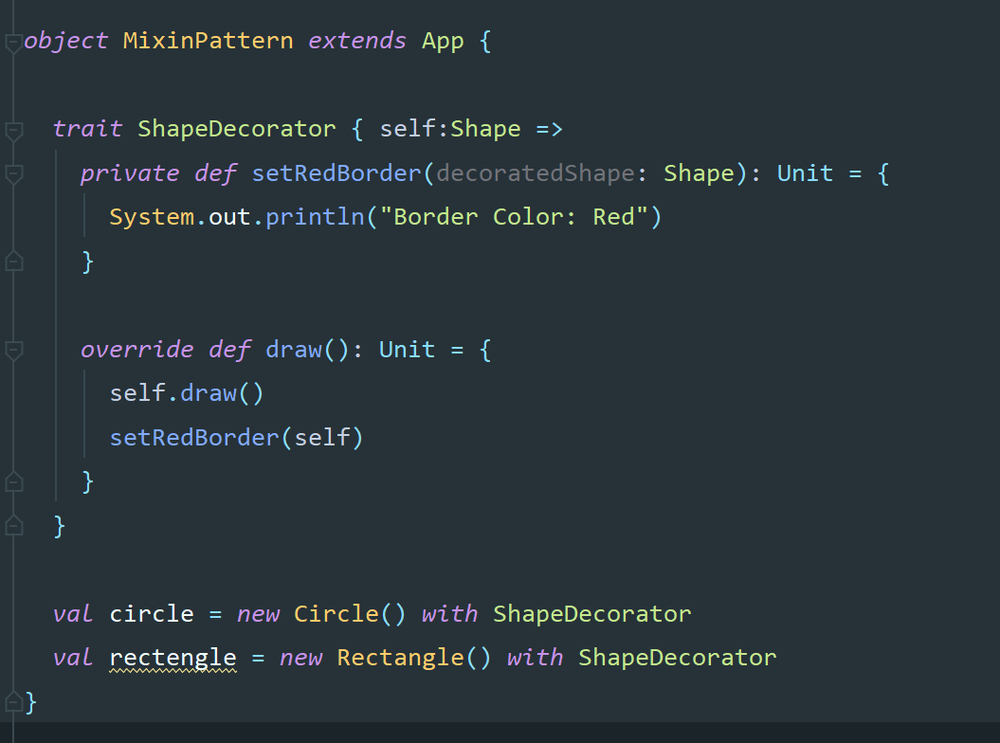 object MixinPattern extends App {
trait ShapeDecorator { self:Shape =>
private def setRedBorder(decoratedShape: Shape): Unit = {
System.out.println("Border Color: Red")
}
override def draw(): Unit = {
self.draw()
setRedBorder(self)
}
}
val circle = new Circle() with ShapeDecorator
val rectengle = new Rectangle() with ShapeDecorator
}